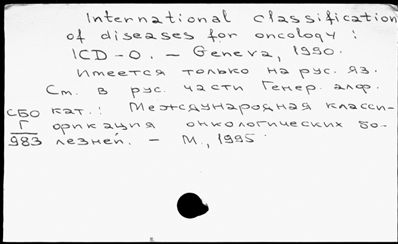 International classification
of diseases for oncology :
ICD-O. – Geneva, 1990.
Имеется только на рус. яз.
См. в рус. части Генер. алф.
СБО кат.: Международная класси-
Г фикация онкологических бо-
983 лезней. – М., 1995